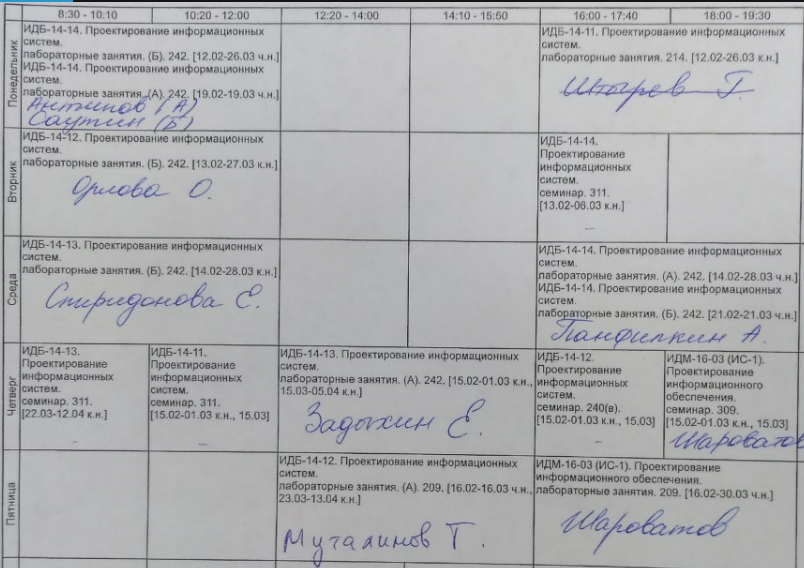 8:30 - 10:10
10:20 - 12:00
12:20 - 14:00
14:10 - 15:50
16:00 - 17:40
18:00 - 19:30
Понедельник
ИДБ-14-14. Проектирование информационных
систем.
лабораторные занятия. (Б). 242. [12.02-26.03 ч.н.]
ИДБ-14-14. Проектирование информационных
систем.
лабораторные занятия. (А). 242. [19.02-19.03 ч.н.]
Антипов (А)
Саутин (Б)
ИДБ-14-11. Проектирование информационных
систем.
лабораторные занятия. 214. [12.02-26.03 к.н.]
Штырев Г.
Вторник
ИДБ-14-12. Проектирование информационных
систем.
лабораторные занятия. (Б). 242. [13.02-27.03 к.н.]
Орлова О.
ИДБ-14-14.
Проектирование
информационных
систем.
семинар. 311.
[13.02-06.03 к.н.]
Среда
ИДБ-14-13. Проектирование информационных
систем.
лабораторные занятия. (Б). 242. [14.02-28.03 к.н.]
Спиридонова Е.
ИДБ-14-14. Проектирование информационных
систем.
лабораторные занятия. (А). 242. [14.02-28.03 ч.н.]
ИДБ-14-14. Проектирование информационных
систем.
лабораторные занятия. (Б). 242. [21.02-21.03 ч.н.]
Панфилкин А.
Четверг
ИДБ-14-13.
Проектирование
информационных
систем.
семинар. 311.
[22.03-12.04 к.н.]
ИДБ-14-11.
Проектирование
информационных
систем.
семинар. 311.
[15.02-01.03 к.н., 15.03]
ИДБ-14-13. Проектирование информационных
систем.
лабораторные занятия. (А). 242. [15.02-01.03 к.н.,
15.03-05.04 к.н.]
Задыхин Е.
ИДБ-14-12.
Проектирование
информационных
систем.
семинар. 240(в).
[15.02-01.03 к.н., 15.03]
ИДМ-16-03 (ИС-1).
Проектирование
информационного
обеспечения.
семинар. 309.
[15.02-01.03 к.н., 15.03]
Шароватов
Пятница
ИДБ-14-12. Проектирование информационных
систем.
лабораторные занятия. (А). 209. [16.02-16.03 ч.н.,
23.03-13.04 к.н.]
Муталимов Т.
ИДМ-16-03 (ИС-1). Проектирование
информационного обеспечения.
лабораторные занятия. 209. [16.02-30.03 ч.н.]
Шароватов